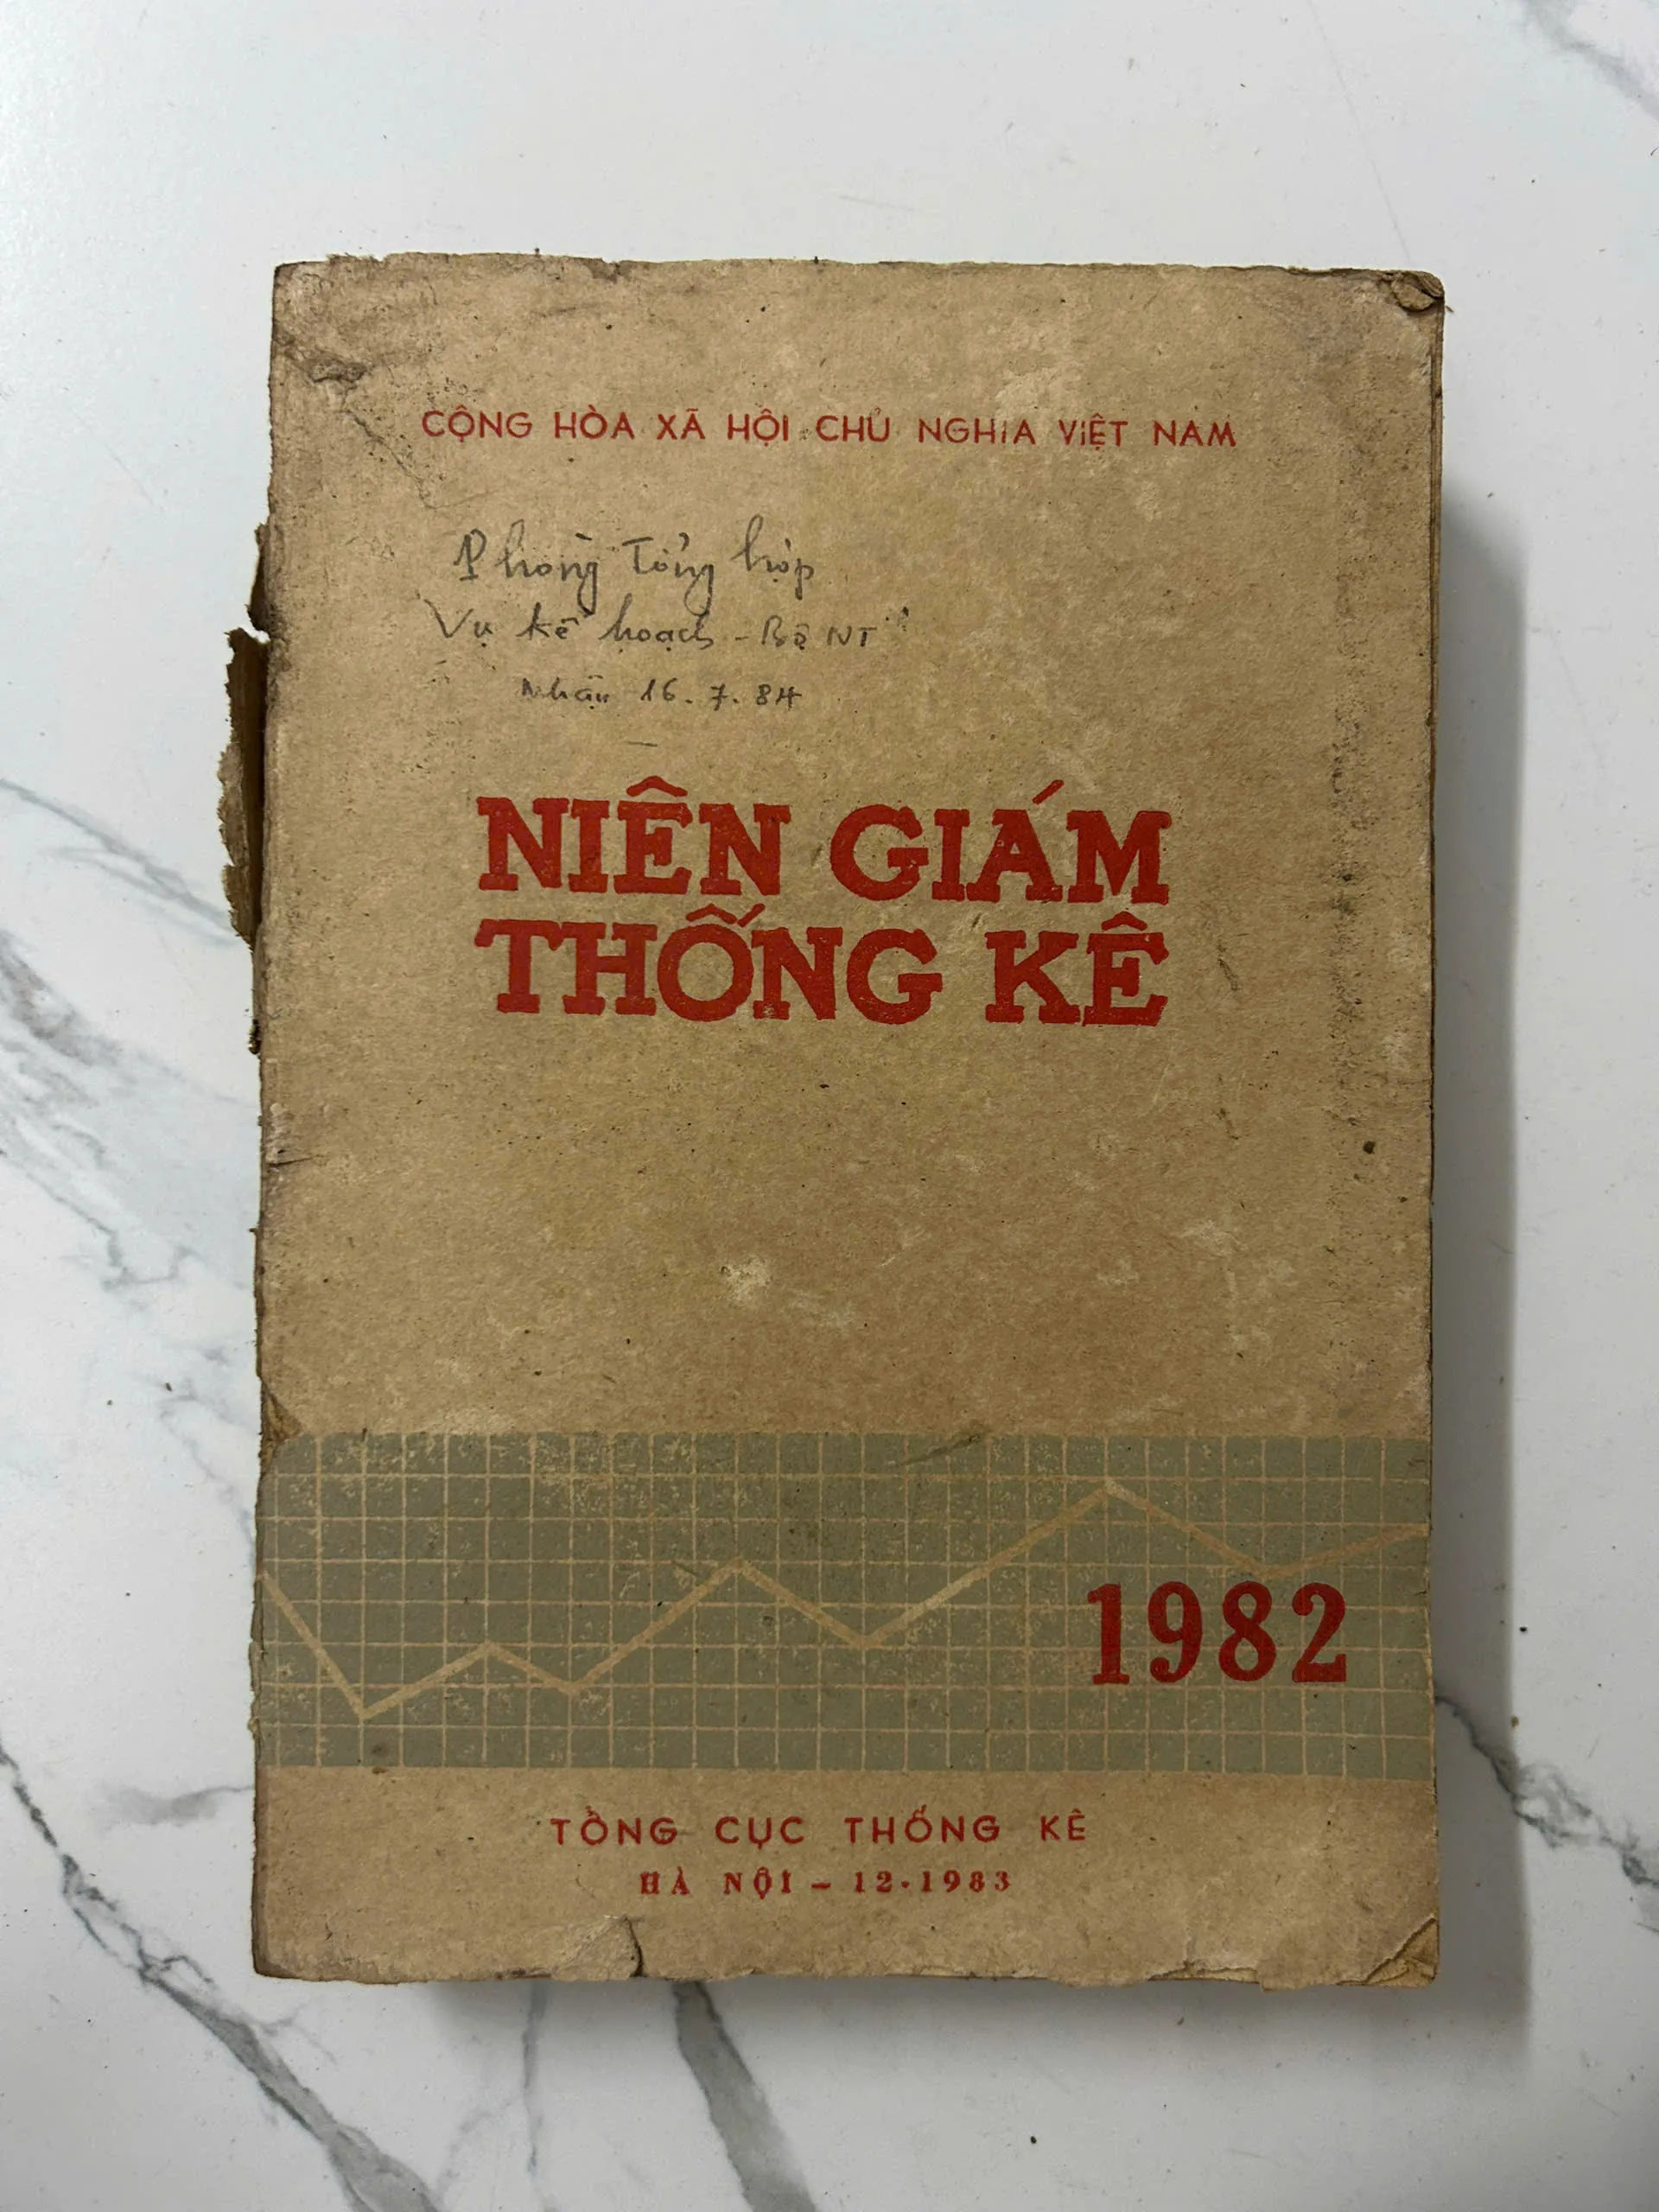 CỘNG HÒA XÃ HỘI CHỦ NGHIA VIỆT NAM
Phòng Tổng hợp
Vụ kế hoạch - Bộ NT
Nhận 16.7.84
NIÊN GIÁM
THỐNG KÊ
1982
TỔNG CỤC THỐNG KÊ
HÀ NỘI - 12.1983